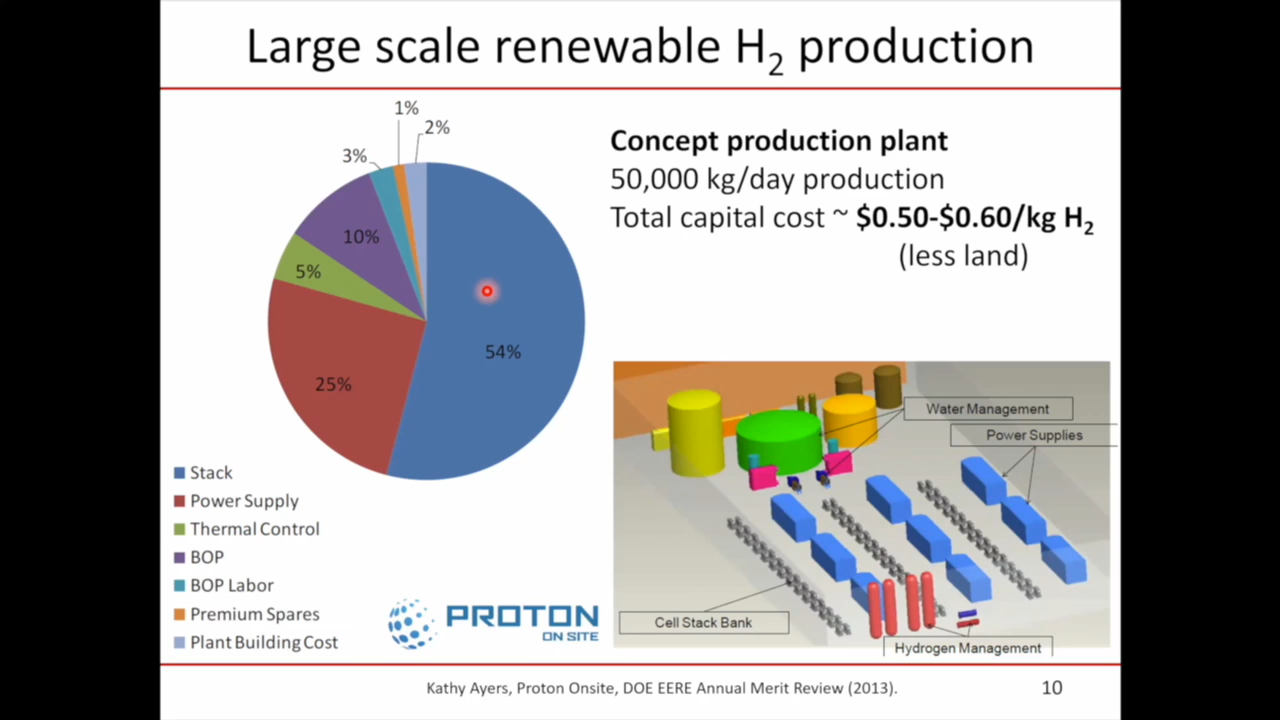 Large scale renewable H2 production
1%
2%
3%
10%
5%
54%
25%
Stack
Power Supply
Thermal Control
BOP
BOP Labor
Premium Spares
Plant Building Cost
PROTON
ON SITE
Concept production plant
50,000 kg/day production
Total capital cost ~ $0.50-$0.60/kg H2
(less land)
Water Management
Power Supplies
Cell Stack Bank
Hydrogen Management
Kathy Ayers, Proton Onsite, DOE EERE Annual Merit Review (2013).
10